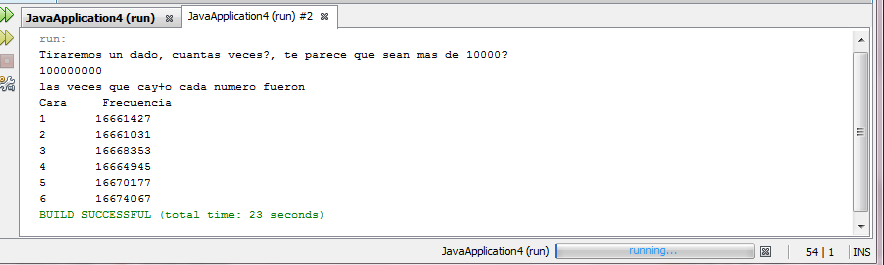 JavaApplication4 (run) JavaApplication4 (run) #2
run:
Tiraremos un dado, cuantas veces?, te parece que sean mas de 10000?
100000000
las veces que cay+o cada numero fueron
Cara Frecuencia
1 16661427
2 16661031
3 16668353
4 16664945
5 16670177
6 16674067
BUILD SUCCESSFUL (total time: 23 seconds)
JavaApplication4 (run) running... 54 | 1 INS